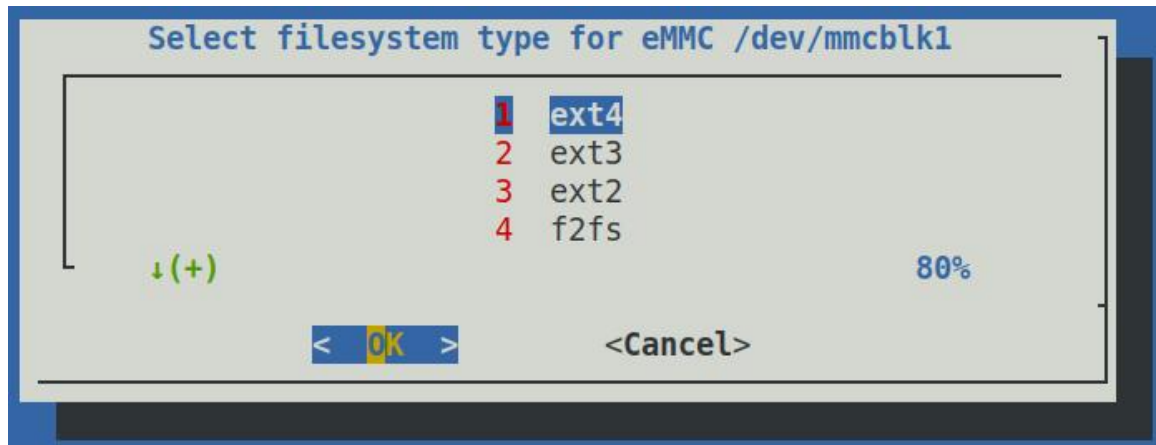 Select filesystem type for eMMC /dev/mmcblk1
1 ext4
2 ext3
3 ext2
4 f2fs
↓(+) 80%
< OK > <Cancel>